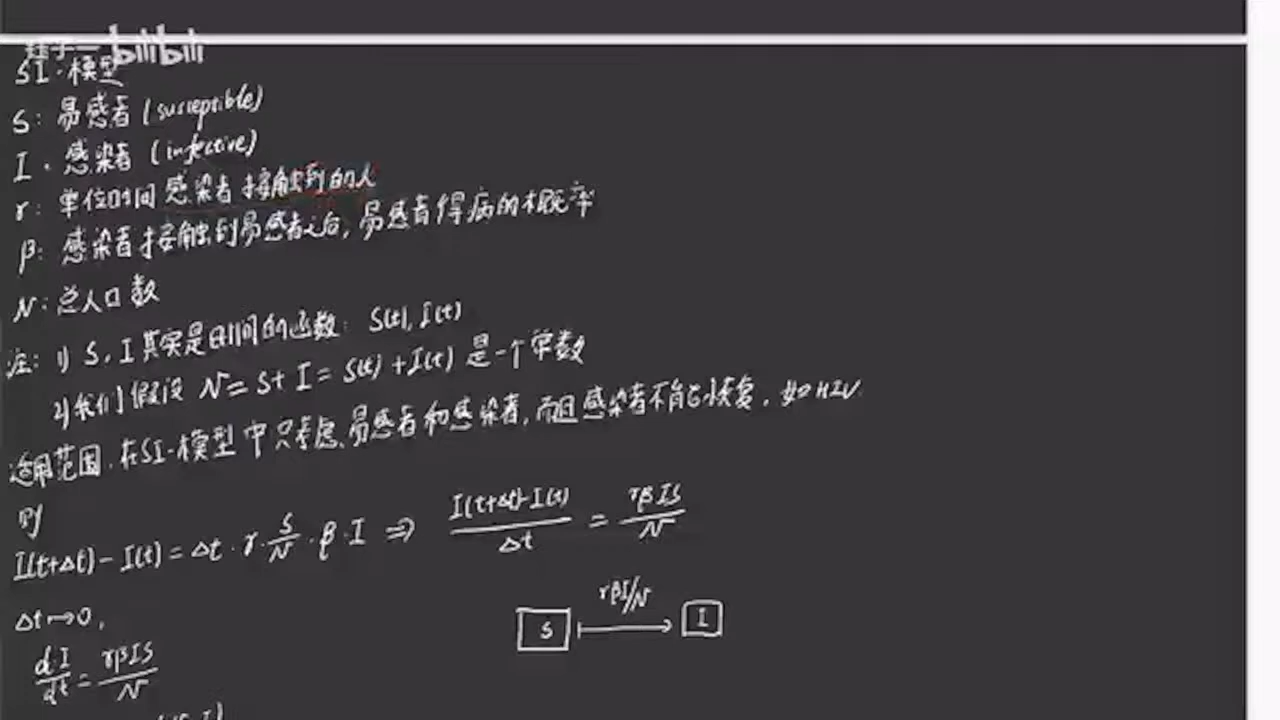 bilibili
SI-模型
S: 易感者 (susceptible)
I: 感染者 (infective)
r: 单位时间感染者接触到的人
β: 感染者接触到易感者之后, 易感者得病的概率
N: 总人口数
注: 1) S, I 其实是时间的函数: S(t), I(t)
2) 我们假设 N = S + I = S(t) + I(t) 是一个常数
适用范围: 在SI-模型中只考虑易感者和感染者, 而且感染者不能恢复, 如HIV
则
I(t+Δt) - I(t) = Δt · r · S/N · β · I ⇒ (I(t+Δt) - I(t))/Δt = rβIS/N
Δt → 0,
rβI/N
S I
dI/dt = rβIS/N